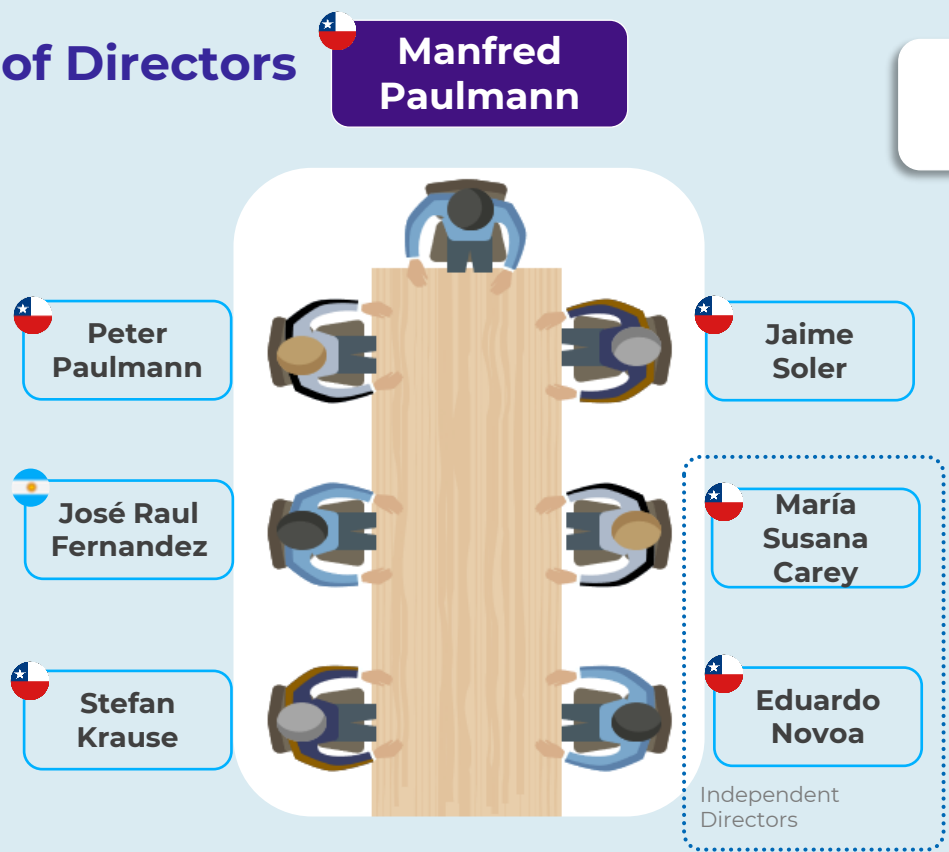 of Directors
Manfred
Paulmann
Peter
Paulmann
Jaime
Soler
José Raul
Fernandez
María
Susana
Carey
Stefan
Krause
Eduardo
Novoa
Independent
Directors